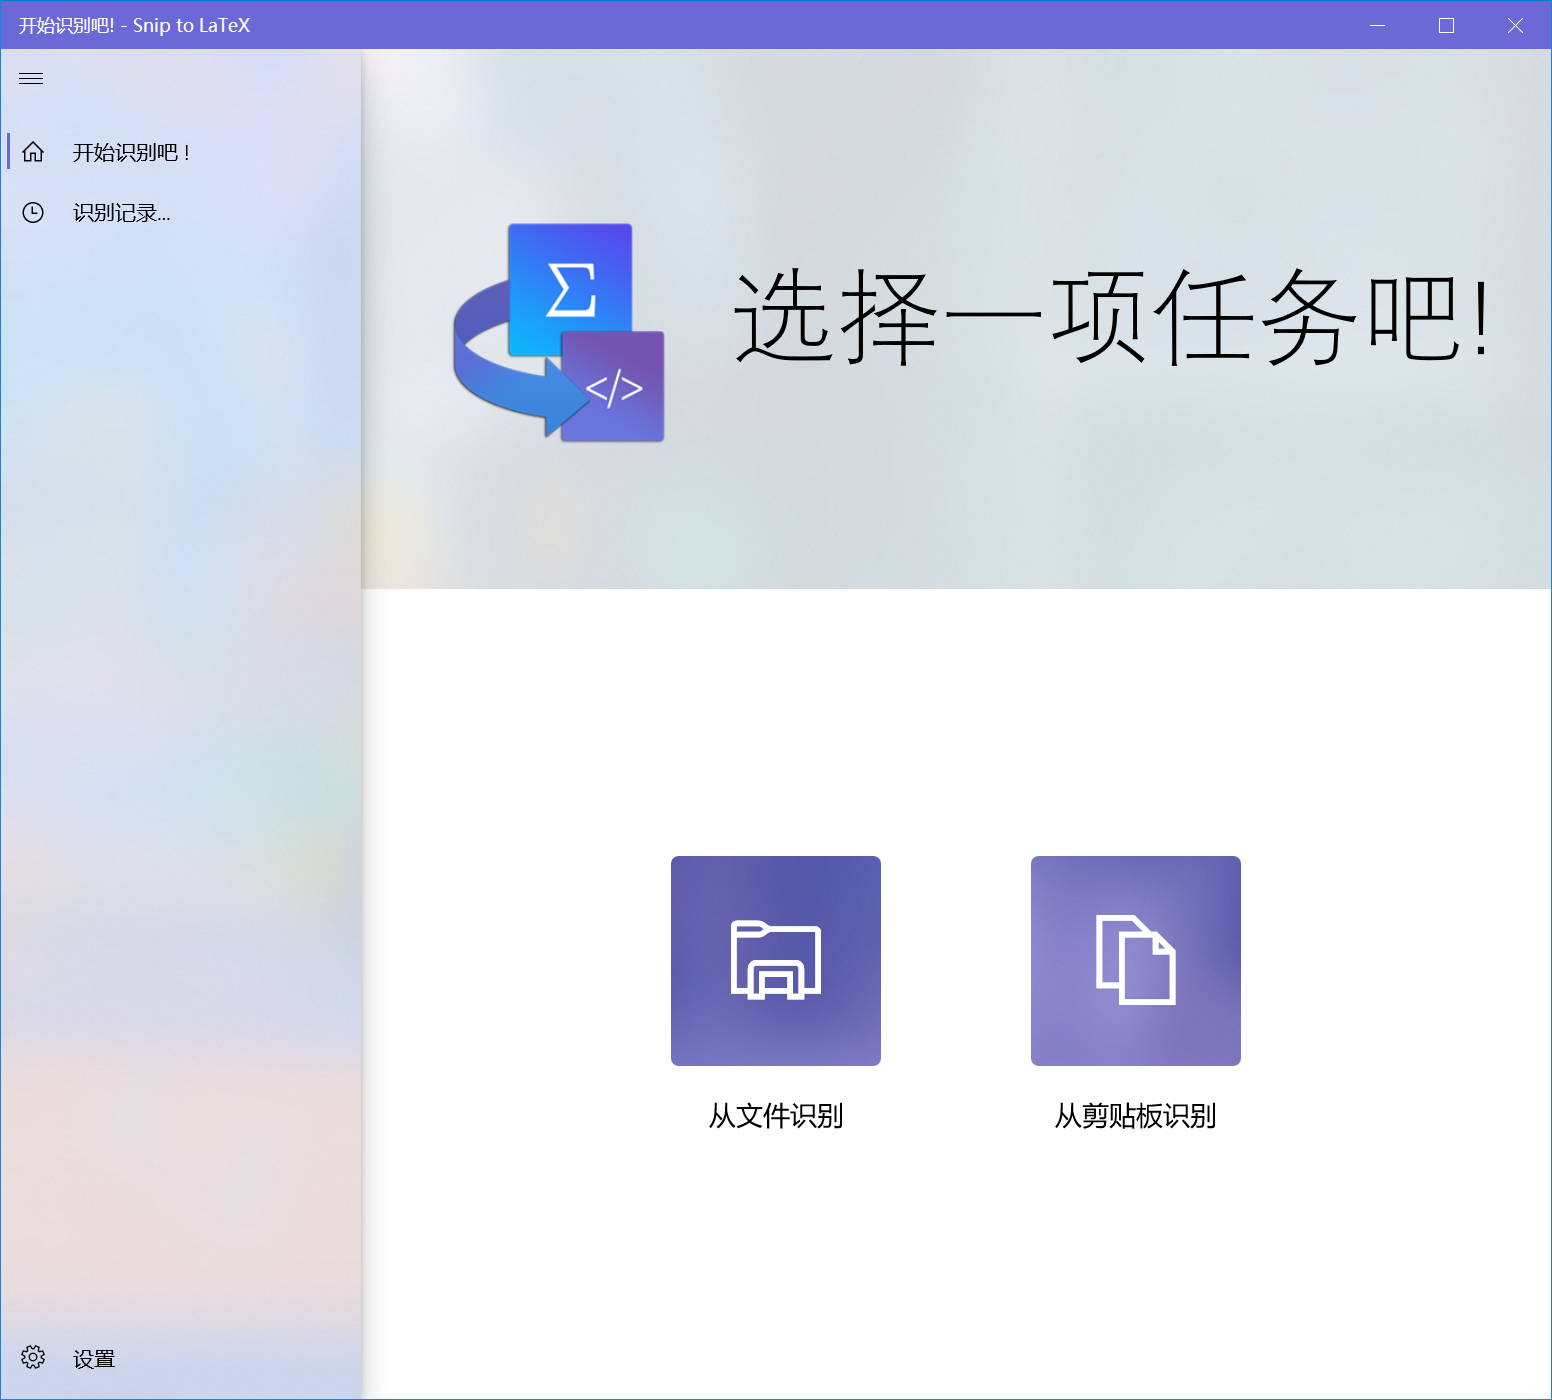 开始识别吧! - Snip to LaTeX
开始识别吧！
识别记录...
Σ
</>
选择一项任务吧!
从文件识别
从剪贴板识别
设置